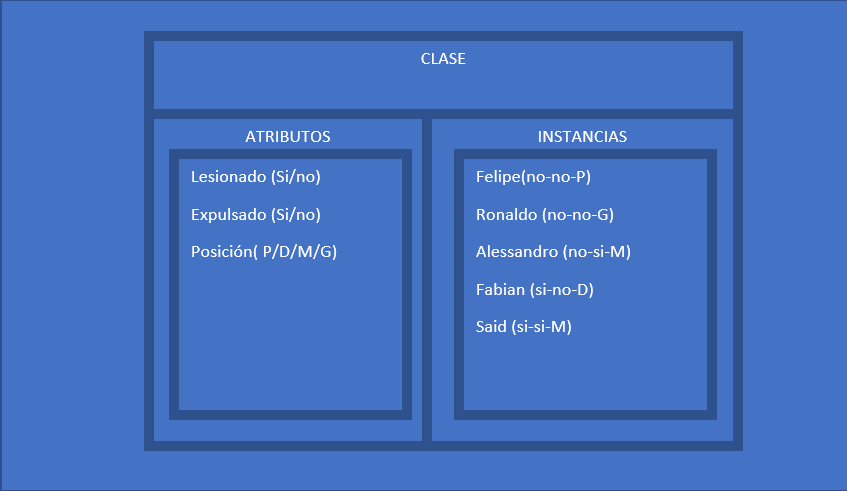 CLASE
ATRIBUTOS
Lesionado (Si/no)
Expulsado (Si/no)
Posición( P/D/M/G)
INSTANCIAS
Felipe(no-no-P)
Ronaldo (no-no-G)
Alessandro (no-si-M)
Fabian (si-no-D)
Said (si-si-M)